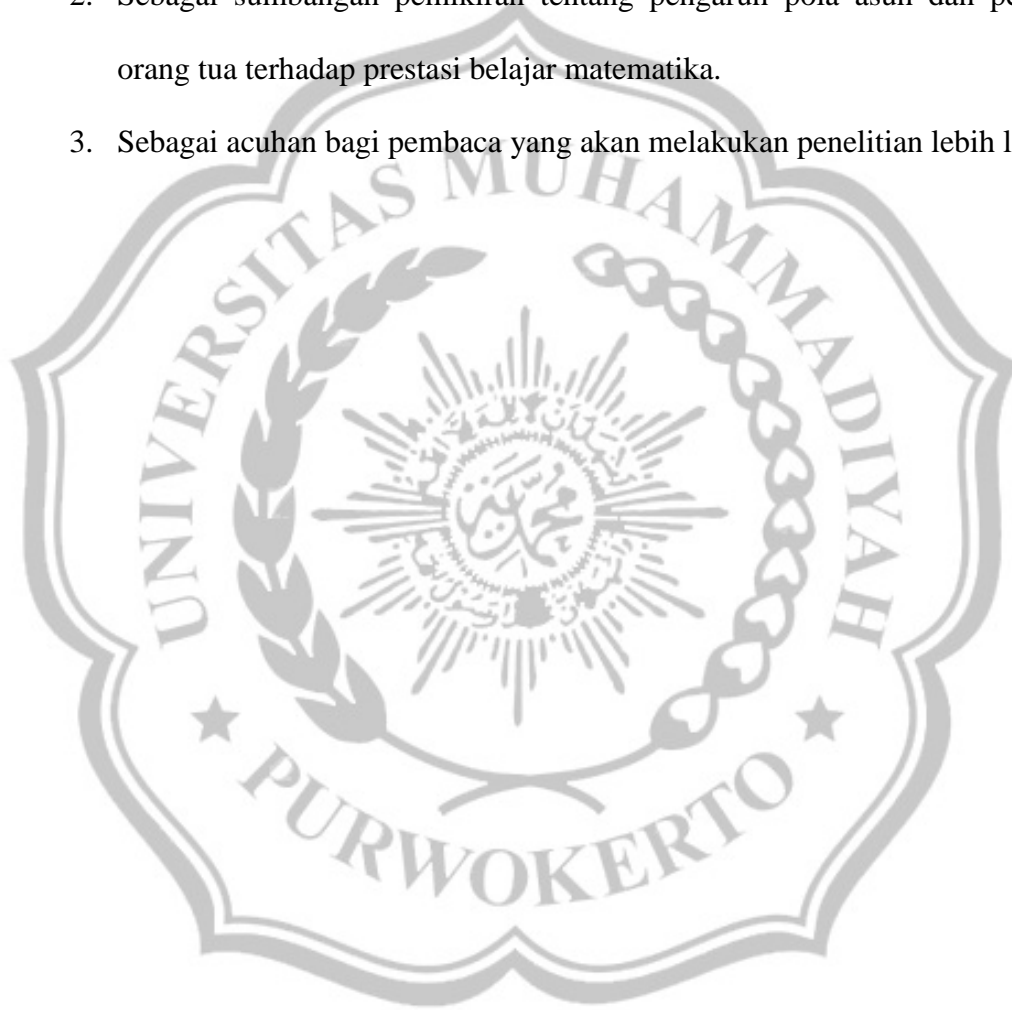 2. Sebagai sumbangan pemikiran tentang pengaruh pola asuh dan pe
orang tua terhadap prestasi belajar matematika.
3. Sebagai acuhan bagi pembaca yang akan melakukan penelitian lebih l
UNIVERSITAS MUHAMMADIYAH
PURWOKERTO